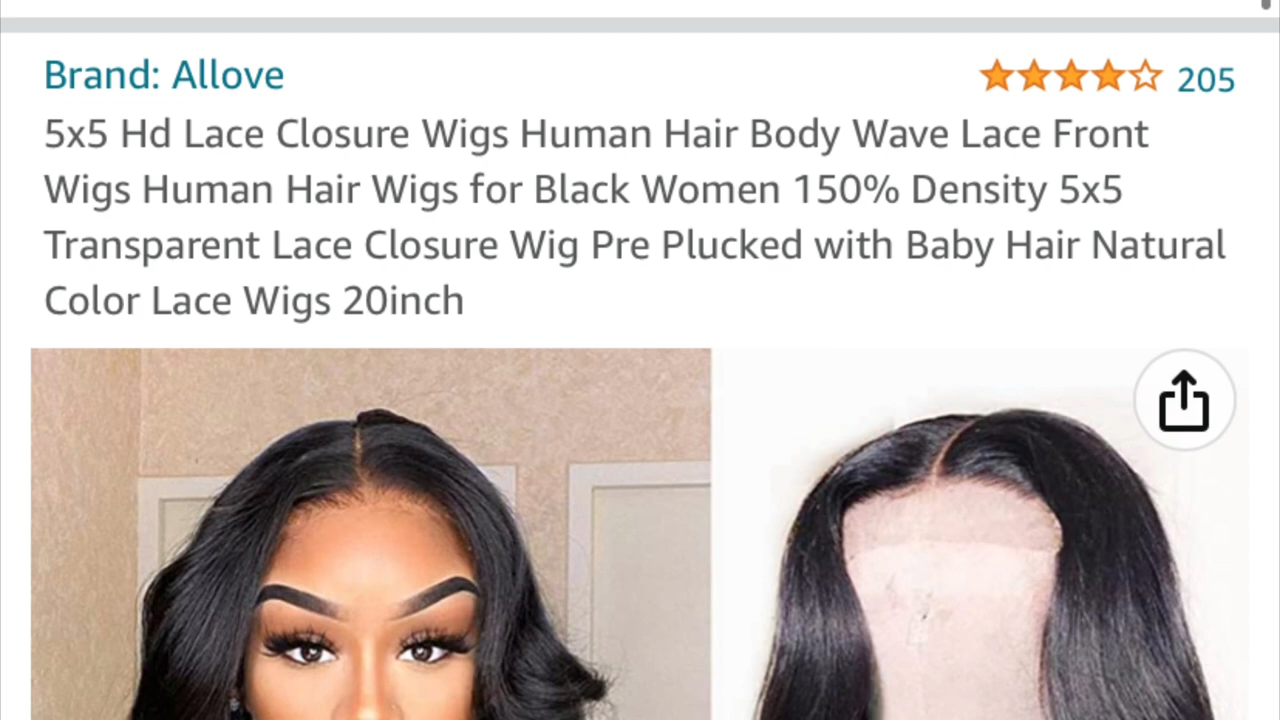 Brand: Allove
205
5x5 Hd Lace Closure Wigs Human Hair Body Wave Lace Front
Wigs Human Hair Wigs for Black Women 150% Density 5x5
Transparent Lace Closure Wig Pre Plucked with Baby Hair Natural
Color Lace Wigs 20inch